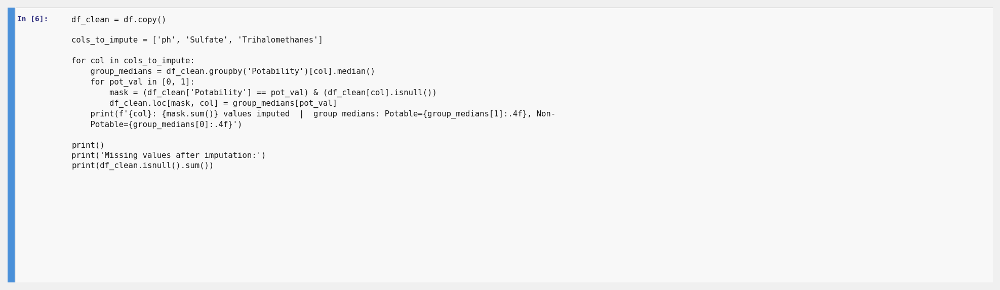 In [6]: df_clean = df.copy()

cols_to_impute = ['ph', 'Sulfate', 'Trihalomethanes']

for col in cols_to_impute:
    group_medians = df_clean.groupby('Potability')[col].median()
    for pot_val in [0, 1]:
        mask = (df_clean['Potability'] == pot_val) & (df_clean[col].isnull())
        df_clean.loc[mask, col] = group_medians[pot_val]
    print(f'{col}: {mask.sum()} values imputed  |  group medians: Potable={group_medians[1]:.4f}, Non-
    Potable={group_medians[0]:.4f}')

print()
print('Missing values after imputation:')
print(df_clean.isnull().sum())